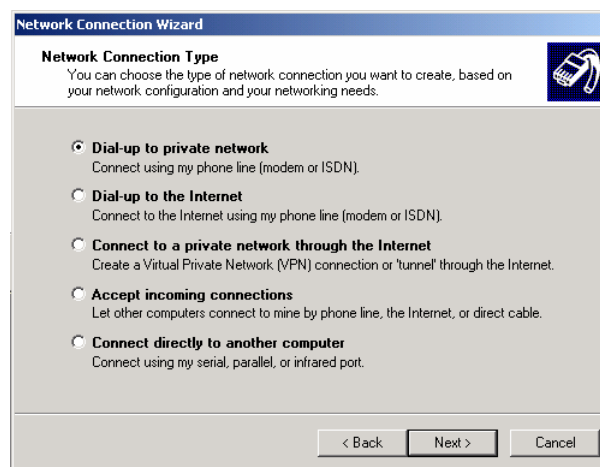 Network Connection Wizard
Network Connection Type
You can choose the type of network connection you want to create, based on
your network configuration and your networking needs.
Dial-up to private network
Connect using my phone line (modem or ISDN).
Dial-up to the Internet
Connect to the Internet using my phone line (modem or ISDN).
Connect to a private network through the Internet
Create a Virtual Private Network (VPN) connection or 'tunnel' through the Internet.
Accept incoming connections
Let other computers connect to mine by phone line, the Internet, or direct cable.
Connect directly to another computer
Connect using my serial, parallel, or infrared port.
< Back Next > Cancel